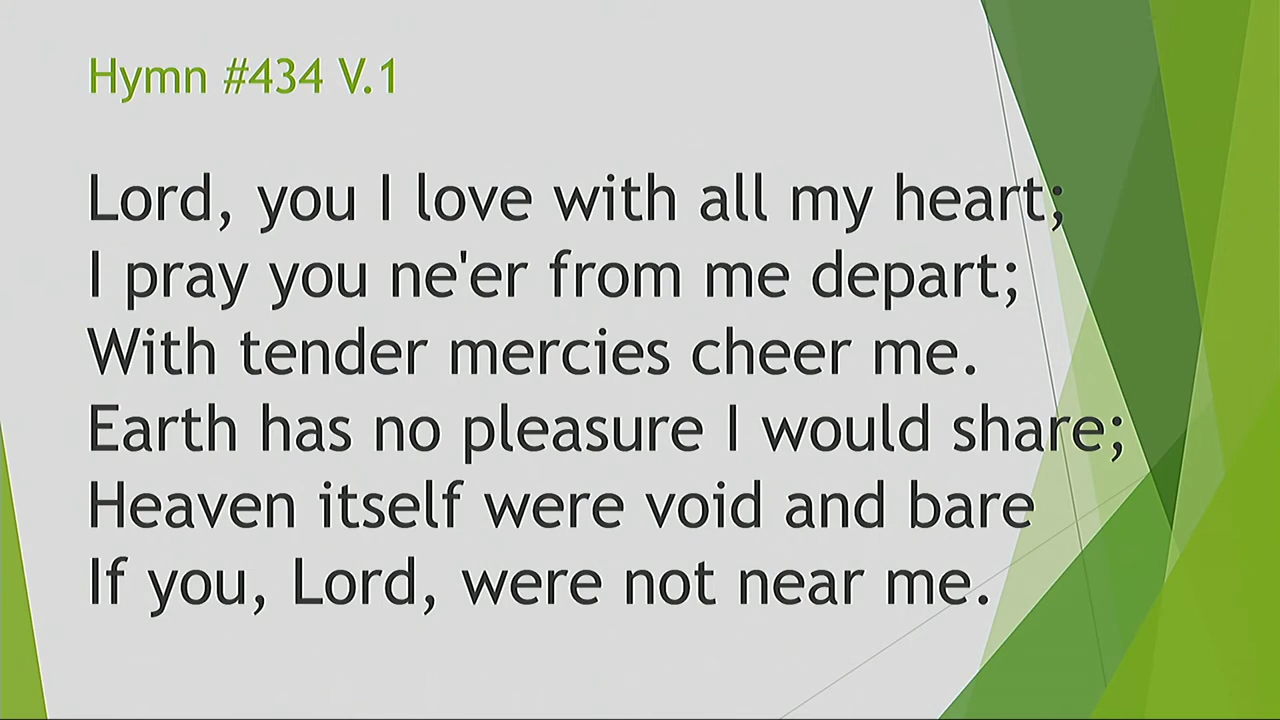 Hymn #434 V.1
Lord, you I love with all my heart;
I pray you ne'er from me depart;
With tender mercies cheer me.
Earth has no pleasure I would share;
Heaven itself were void and bare
If you, Lord, were not near me.